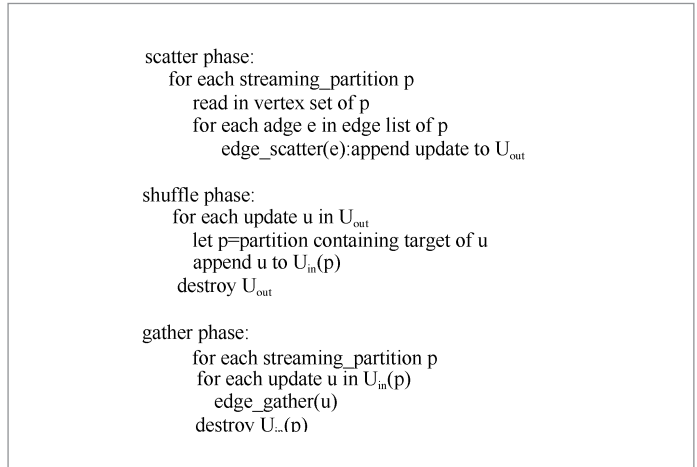 scatter phase:
for each streaming_partition p
read in vertex set of p
for each adge e in edge list of p
edge_scatter(e):append update to Uout
shuffle phase:
for each update u in Uout
let p=partition containing target of u
append u to Uin(p)
destroy Uout
gather phase:
for each streaming_partition p
for each update u in Uin(p)
edge_gather(u)
destroy Uin(p)